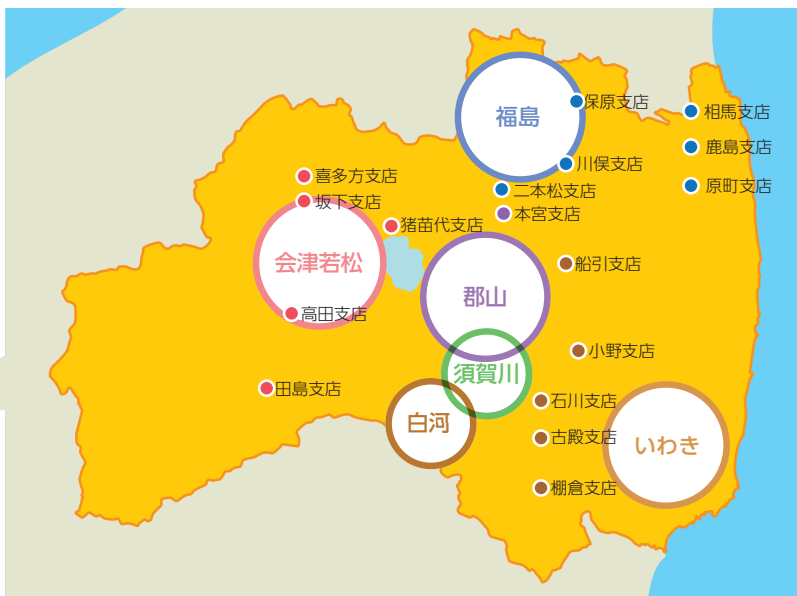 福島
保原支店
相馬支店
鹿島支店
川俣支店
喜多方支店
原町支店
二本松支店
坂下支店
本宮支店
猪苗代支店
会津若松
船引支店
郡山
高田支店
小野支店
須賀川
田島支店
石川支店
白河
古殿支店
いわき
棚倉支店